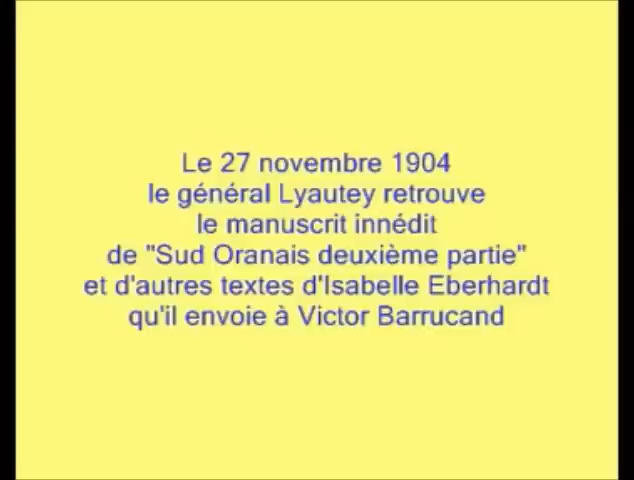 Le 27 novembre 1904
le général Lyautey retrouve
le manuscrit innédit
de "Sud Oranais deuxième partie"
et d'autres textes d'Isabelle Eberhardt
qu'il envoie à Victor Barrucand